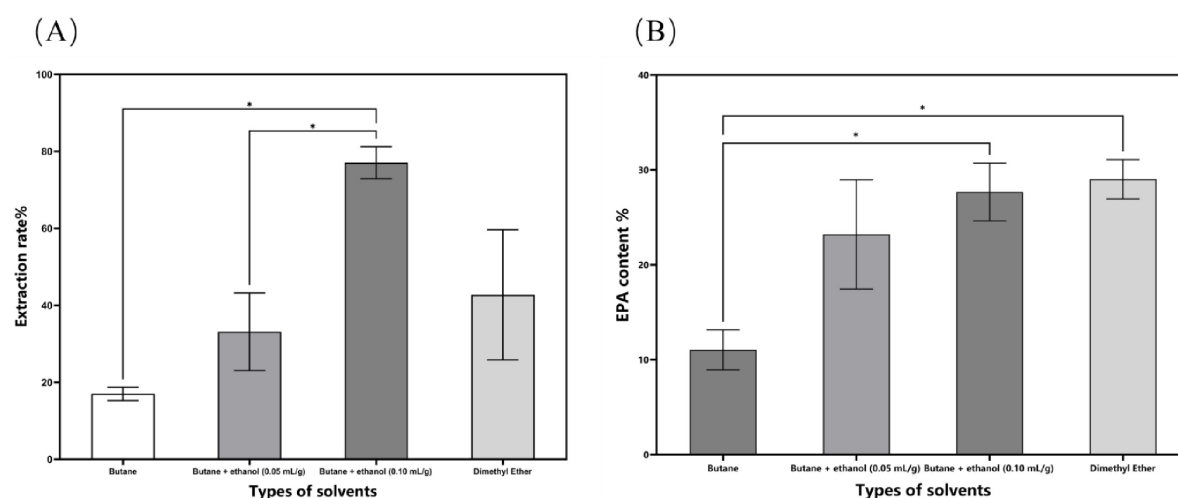 (A)
Extraction rate%
100
80
60
40
20
0
*
*
Butane
Butane + ethanol (0.05 mL/g)
Butane + ethanol (0.10 mL/g)
Dimethyl Ether
Types of solvents
(B)
EPA content %
40
30
20
10
0
*
*
Butane
Butane + ethanol (0.05 mL/g)
Butane + ethanol (0.10 mL/g)
Dimethyl Ether
Types of solvents